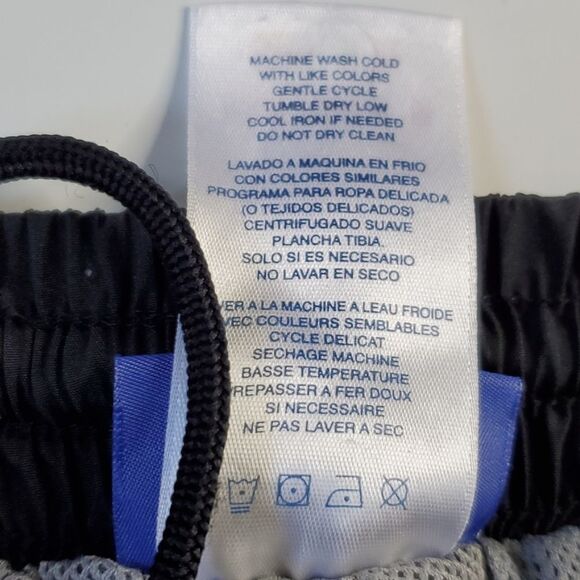 MACHINE WASH COLD
WITH LIKE COLORS
GENTLE CYCLE
TUMBLE DRY LOW
COOL IRON IF NEEDED
DO NOT DRY CLEAN
LAVADO A MAQUINA EN FRIO
CON COLORES SIMILARES
PROGRAMA PARA ROPA DELICADA
(O TEJIDOS DELICADOS)
CENTRIFUGADO SUAVE
PLANCHA TIBIA.
SOLO SI ES NECESARIO
NO LAVAR EN SECO
A LA MACHINE A LEAU FROIDE
COULEURS SEMBLABLES
CYCLE DELICAT
SECHAGE MACHINE
BASSE TEMPERATURE
A FER DOUX
SI NECESSAIRE
NE PAS LAVER A SEC